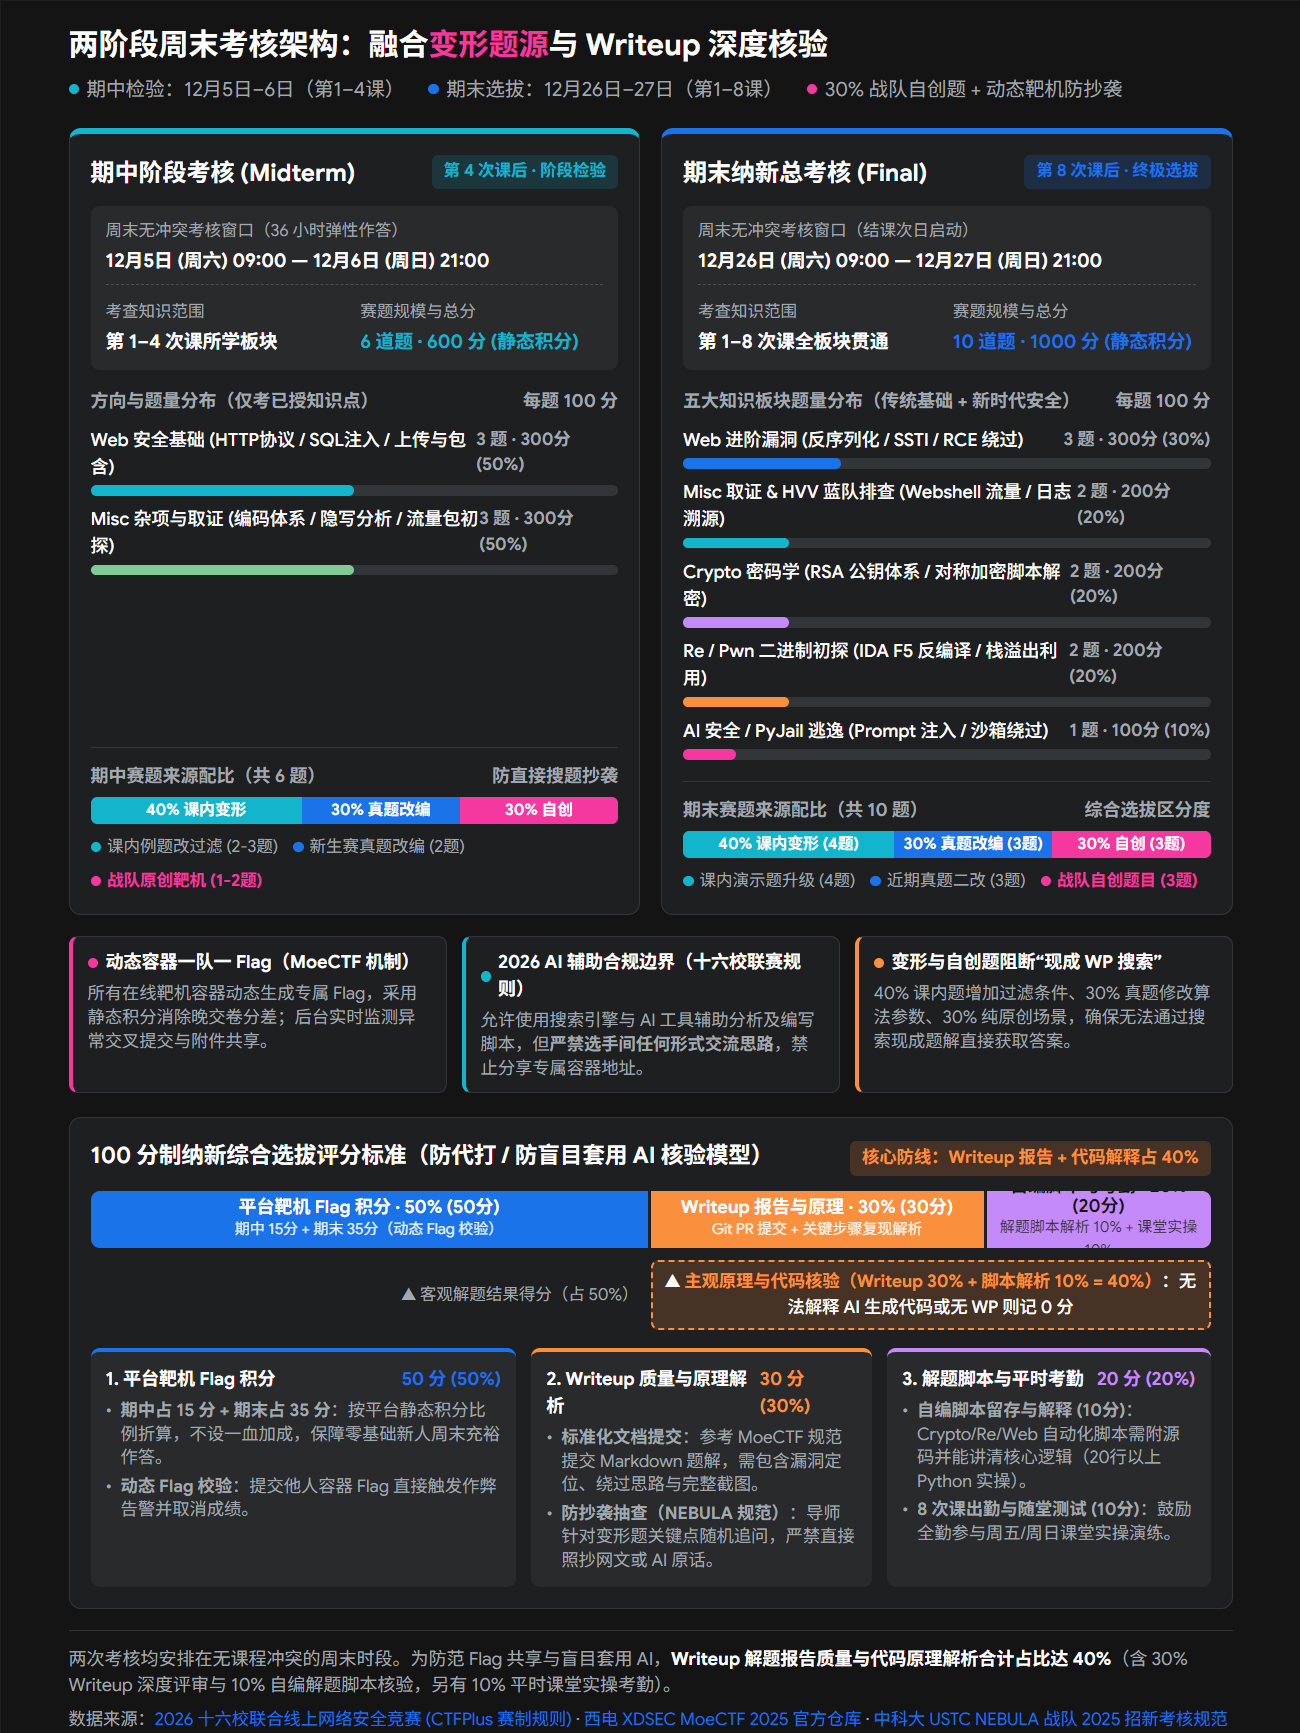 两阶段周末考核架构：融合变形题源与 Writeup 深度核验
期中检验：12月5日–6日（第1–4课）
期末选拔：12月26日–27日（第1–8课）
30% 战队自创题 + 动态靶机防抄袭
期中阶段考核 (Midterm)
第 4 次课后 · 阶段检验
周末无冲突考核窗口（36 小时弹性作答）
12月5日 (周六) 09:00 — 12月6日 (周日) 21:00
考查知识范围
赛题规模与总分
第 1–4 次课所学板块
6 道题 · 600 分 (静态积分)
方向与题量分布（仅考已授知识点）
每题 100 分
Web 安全基础 (HTTP协议 / SQL注入 / 上传与包
含)
3 题 · 300分
(50%)
Misc 杂项与取证 (编码体系 / 隐写分析 / 流量包初
探)
3 题 · 300分
(50%)
期中赛题来源配比（共 6 题）
防直接搜题抄袭
40% 课内变形
30% 真题改编
30% 自创
课内例题改过滤 (2-3题)
新生赛真题改编 (2题)
战队原创靶机 (1-2题)
期末纳新总考核 (Final)
第 8 次课后 · 终极选拔
周末无冲突考核窗口（结课次日启动）
12月26日 (周六) 09:00 — 12月27日 (周日) 21:00
考查知识范围
赛题规模与总分
第 1–8 次课全板块贯通
10 道题 · 1000 分 (静态积分)
五大知识板块题量分布（传统基础 + 新时代安全）
每题 100 分
Web 进阶漏洞 (反序列化 / SSTI / RCE 绕过)
3 题 · 300分 (30%)
Misc 取证 & HVV 蓝队排查 (Webshell 流量 / 日志
溯源)
2 题 · 200分
(20%)
Crypto 密码学 (RSA 公钥体系 / 对称加密脚本解
密)
2 题 · 200分
(20%)
Re / Pwn 二进制初探 (IDA F5 反编译 / 栈溢出利
用)
2 题 · 200分
(20%)
AI 安全 / PyJail 逃逸 (Prompt 注入 / 沙箱绕过)
1 题 · 100分 (10%)
期末赛题来源配比（共 10 题）
综合选拔区分度
40% 课内变形 (4题)
30% 真题改编 (3题)
30% 自创 (3题)
课内演示题升级 (4题)
近期真题二改 (3题)
战队自创题目 (3题)
动态容器一队一 Flag（MoeCTF 机制）
所有在线靶机容器动态生成专属 Flag，采用
静态积分消除晚交卷分差；后台实时监测异
常交叉提交与附件共享。
2026 AI 辅助合规边界（十六校联赛规
则）
允许使用搜索引擎与 AI 工具辅助分析及编写
脚本，但严禁选手间任何形式交流思路，禁
止分享专属容器地址。
变形与自创题阻断“现成 WP 搜索”
40% 课内题增加过滤条件、30% 真题修改算
法参数、30% 纯原创场景，确保无法通过搜
索现成题解直接获取答案。
100 分制纳新综合选拔评分标准（防代打 / 防盲目套用 AI 核验模型）
核心防线：Writeup 报告 + 代码解释占 40%
平台靶机 Flag 积分 · 50% (50分)
期中 15分 + 期末 35分（动态 Flag 校验）
Writeup 报告与原理 · 30% (30分)
Git PR 提交 + 关键步骤复现解析
(20分)
解题脚本解析 10% + 课堂实操
▲ 客观解题结果得分（占 50%）
▲ 主观原理与代码核验（Writeup 30% + 脚本解析 10% = 40%）：无
法解释 AI 生成代码或无 WP 则记 0 分
1. 平台靶机 Flag 积分
50 分 (50%)
• 期中占 15 分 + 期末占 35 分：按平台静态积分比
例折算，不设一血加成，保障零基础新人周末充裕
作答。
• 动态 Flag 校验：提交他人容器 Flag 直接触发作弊
告警并取消成绩。
2. Writeup 质量与原理解
析
30 分
(30%)
• 标准化文档提交：参考 MoeCTF 规范
提交 Markdown 题解，需包含漏洞定
位、绕过思路与完整截图。
• 防抄袭抽查（NEBULA 规范）：导师
针对变形题关键点随机追问，严禁直接
照抄网文或 AI 原话。
3. 解题脚本与平时考勤
20 分 (20%)
• 自编脚本留存与解释 (10分)：
Crypto/Re/Web 自动化脚本需附源
码并能讲清核心逻辑（20行以上
Python 实操）。
• 8 次课出勤与随堂测试 (10分)：鼓励
全勤参与周五/周日课堂实操演练。
两次考核均安排在无课程冲突的周末时段。为防范 Flag 共享与盲目套用 AI，Writeup 解题报告质量与代码原理解析合计占比达 40%（含 30%
Writeup 深度评审与 10% 自编解题脚本核验，另有 10% 平时课堂实操考勤）。
数据来源：2026 十六校联合线上网络安全竞赛 (CTFPlus 赛制规则) · 西电 XDSEC MoeCTF 2025 官方仓库 · 中科大 USTC NEBULA 战队 2025 招新考核规范